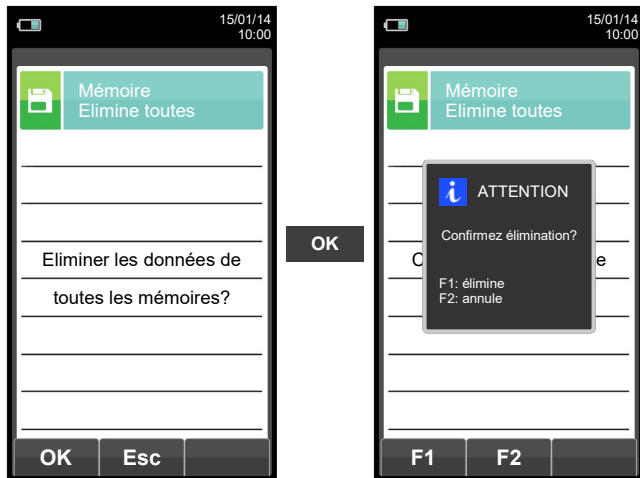 15/01/14
10:00
Mémoire
Elimine toutes
Eliminer les données de
toutes les mémoires?
OK
Esc
OK
15/01/14
10:00
Mémoire
Elimine toutes
ATTENTION
Confirmez élimination?
C
e
F1: élimine
F2: annule
F1
F2